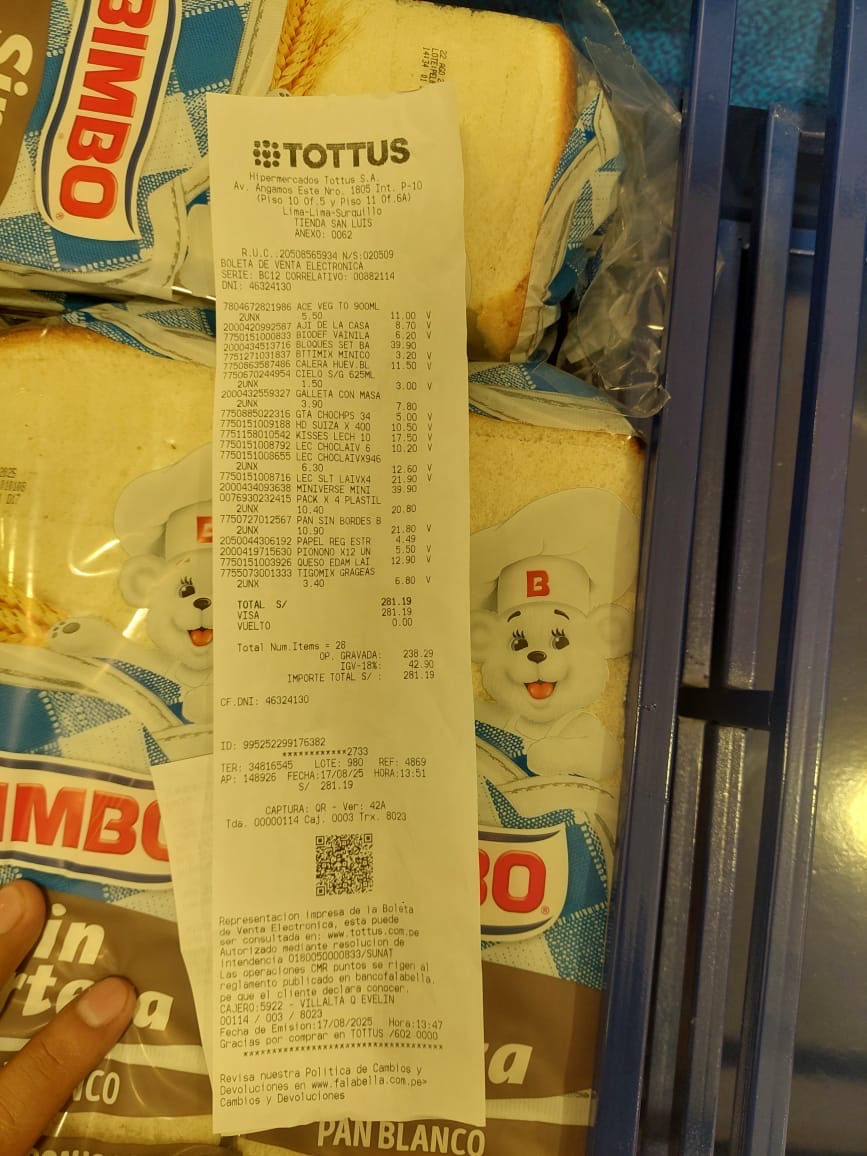 BIMBO
Sin
22 AGO 2
14:34 01
TOTTUS
Hipermercados Tottus S.A.
Av. Angamos Este Nro. 1805 Int. P-10
(Piso 10 Of.5 y Piso 11 Of.6A)
Lima-Lima-Surquillo
TIENDA SAN LUIS
ANEXO: 0062
R.U.C.:20508565934 N/S:020509
BOLETA DE VENTA ELECTRONICA
SERIE: BC12 CORRELATIVO: 00882114
DNI: 46324130
7804672821986 ACE VEG TO 900ML
2UNX 5.50 11.00 V
2000420992587 AJI DE LA CASA 8.70 V
7750151000833 BIODEF VAINILA 6.20 V
2000434513716 BLOQUES SET BA 39.90
7751271031837 BTTIMIX MINICO 3.20 V
7750863587486 CALERA HUEV.BL 11.50 V
7750670244954 CIELO S/G 625ML
2UNX 1.50 3.00 V
2000432559327 GALLETA CON MASA
2UNX 3.90 7.80
7750885022316 GTA CHOCHPS 34 5.00 V
7750151009188 HD SUIZA X 400 10.50 V
7751158010542 KISSES LECH 10 17.50 V
7750151008792 LEC CHOCLAIV 6 10.20 V
7750151008655 LEC CHOCLAIVX946
2UNX 6.30 12.60 V
7750151008716 LEC SLT LAIVX4 21.90 V
2000434093638 MINIVERSE MINI 39.90
0076930232415 PACK X 4 PLASTIL
2UNX 10.40 20.80
7750727012567 PAN SIN BORDES B
2UNX 10.90 21.80 V
2050044306192 PAPEL REG ESTR 4.49
2000419715630 PIONONO X12 UN 5.50 V
7750151003926 QUESO EDAM LAI 12.90 V
7755073001333 TIGOMIX GRAGEAS
2UNX 3.40 6.80 V
TOTAL S/ 281.19
VISA 281.19
VUELTO 0.00
Total Num.Items = 28
OP. GRAVADA: 238.29
IGV-18%: 42.90
IMPORTE TOTAL S/ : 281.19
CF.DNI: 46324130
ID: 995252299176382
************2733
TER: 34816545 LOTE: 980 REF: 4869
AP: 148926 FECHA:17/08/25 HORA:13:51
S/ 281.19
CAPTURA: QR - Ver: 42A
Tda. 00000114 Caj. 0003 Trx. 8023
Representacion impresa de la Boleta
de Venta Electronica, esta puede
ser consultada en: www.tottus.com.pe
Autorizado mediante resolucion de
intendencia 0180050000833/SUNAT
Las operaciones CMR puntos se rigen al
reglamento publicado en bancofalabella.
pe que el cliente declara conocer.
CAJERO:5922 - VILLALTA Q EVELIN
00114 / 003 / 8023
Fecha de Emision:17/08/2025 Hora:13:47
Gracias por comprar en TOTTUS /602 0000
Revisa nuestra Politica de Cambios y
Devoluciones en www.falabella.com.pe>
Cambios y Devoluciones
B
B
IMBO
BO
in
rteza
za
NCO
PAN BLANCO